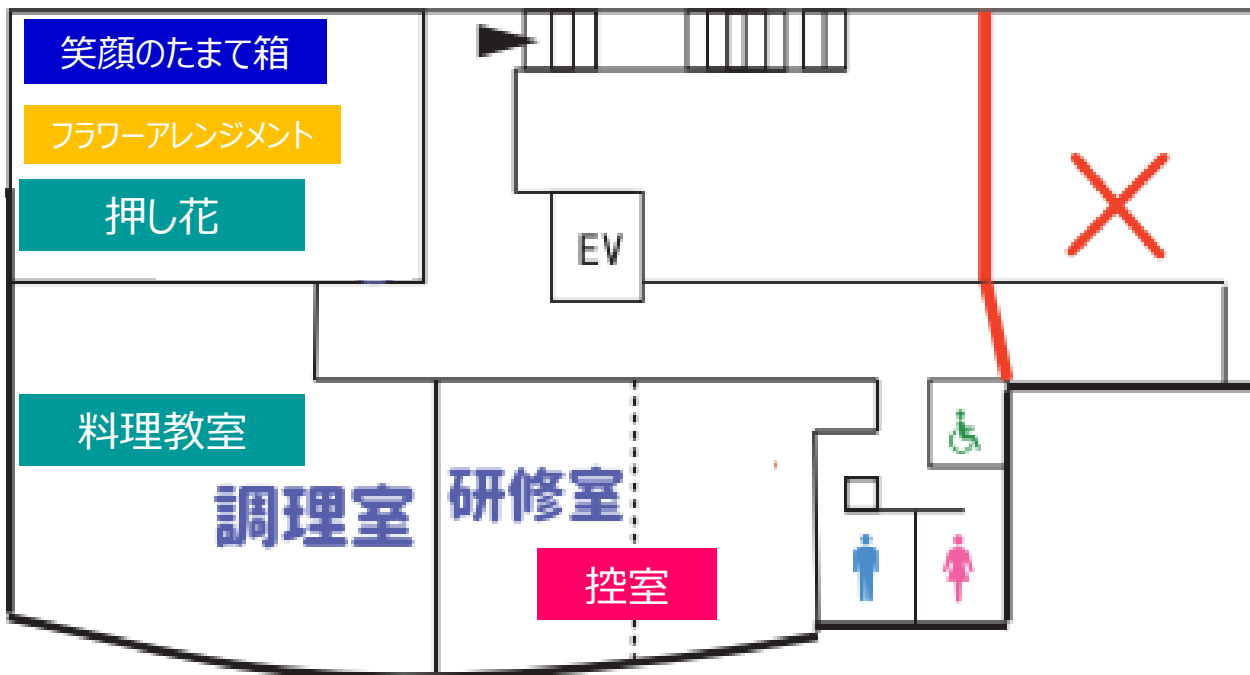 笑顔のたまて箱
フラワーアレンジメント
押し花
EV
料理教室
調理室
研修室
控室